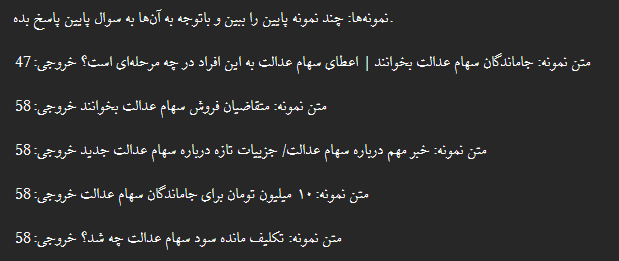 نمونه‌ها: چند نمونه پایین را ببین و باتوجه به آن‌ها به سوال پایین پاسخ بده.
متن نمونه: جاماندگان سهام عدالت بخوانند | اعطای سهام عدالت به این افراد در چه مرحله‌ای است؟ خروجی: 47
متن نمونه: متقاضیان فروش سهام عدالت بخوانند خروجی: 58
متن نمونه: خبر مهم درباره سهام عدالت/ جزییات تازه درباره سهام عدالت جدید خروجی: 58
متن نمونه: ۱۰ میلیون تومان برای جاماندگان سهام عدالت خروجی: 58
متن نمونه: تکلیف مانده سود سهام عدالت چه شد؟ خروجی: 58